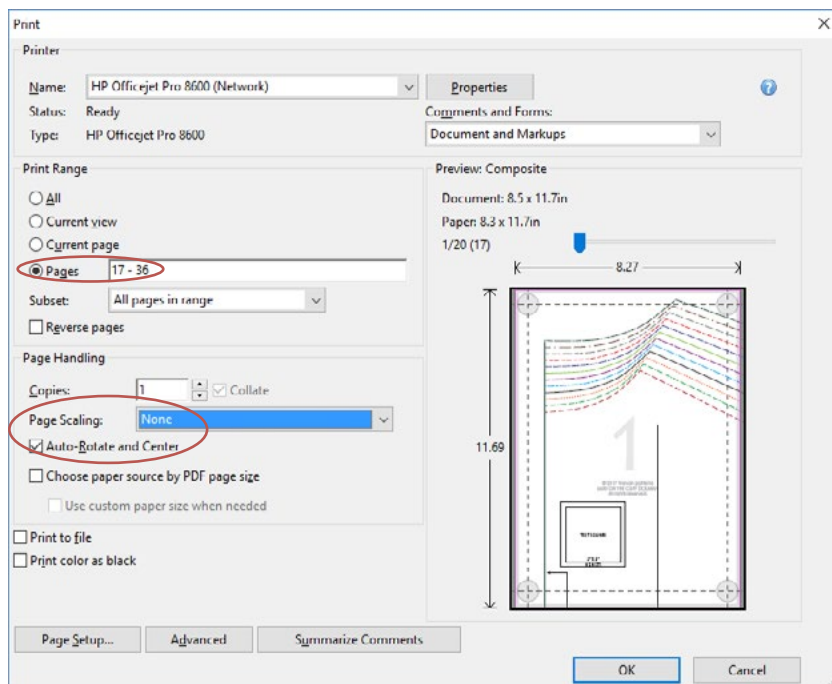 Print
Printer
Name: HP Officejet Pro 8600 (Network) Properties
Status: Ready Comments and Forms:
Type: HP Officejet Pro 8600 Document and Markups
Print Range
All
Current view
Current page
Pages 17 - 36
Subset: All pages in range
Reverse pages
Page Handling
Copies: 1 Collate
Page Scaling: None
Auto-Rotate and Center
Choose paper source by PDF page size
Use custom paper size when needed
Print to file
Print color as black
Preview: Composite
Document: 8.5 x 11.7in
Paper: 8.3 x 11.7in
1/20 (17)
8.27
11.69
1
Page Setup... Advanced Summarize Comments
OK Cancel